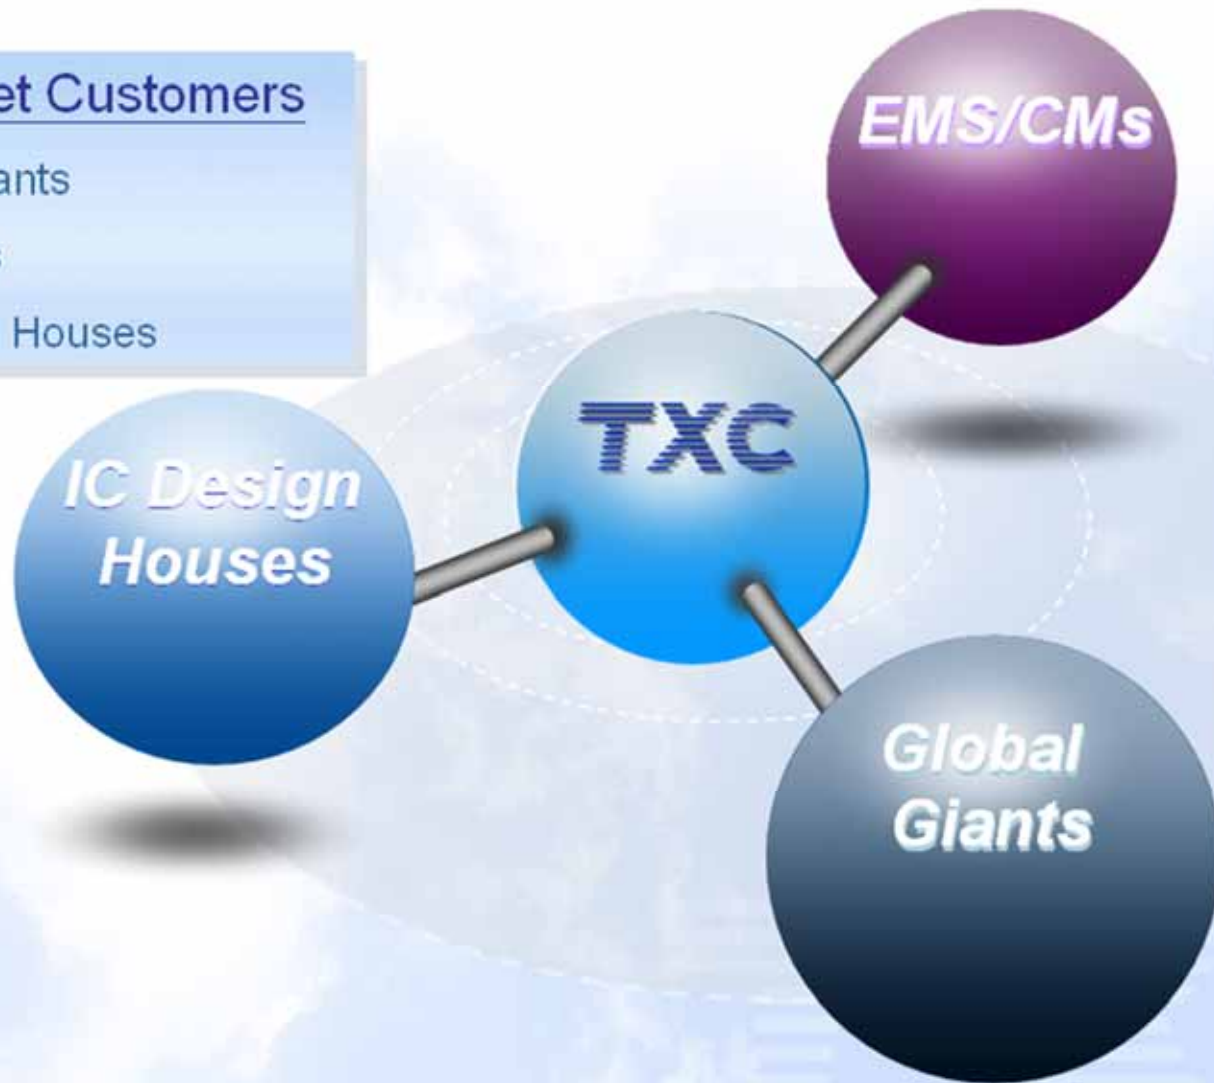 et Customers
ants
s
Houses
EMS/CMs
TXC
IC Design
Houses
Global
Giants